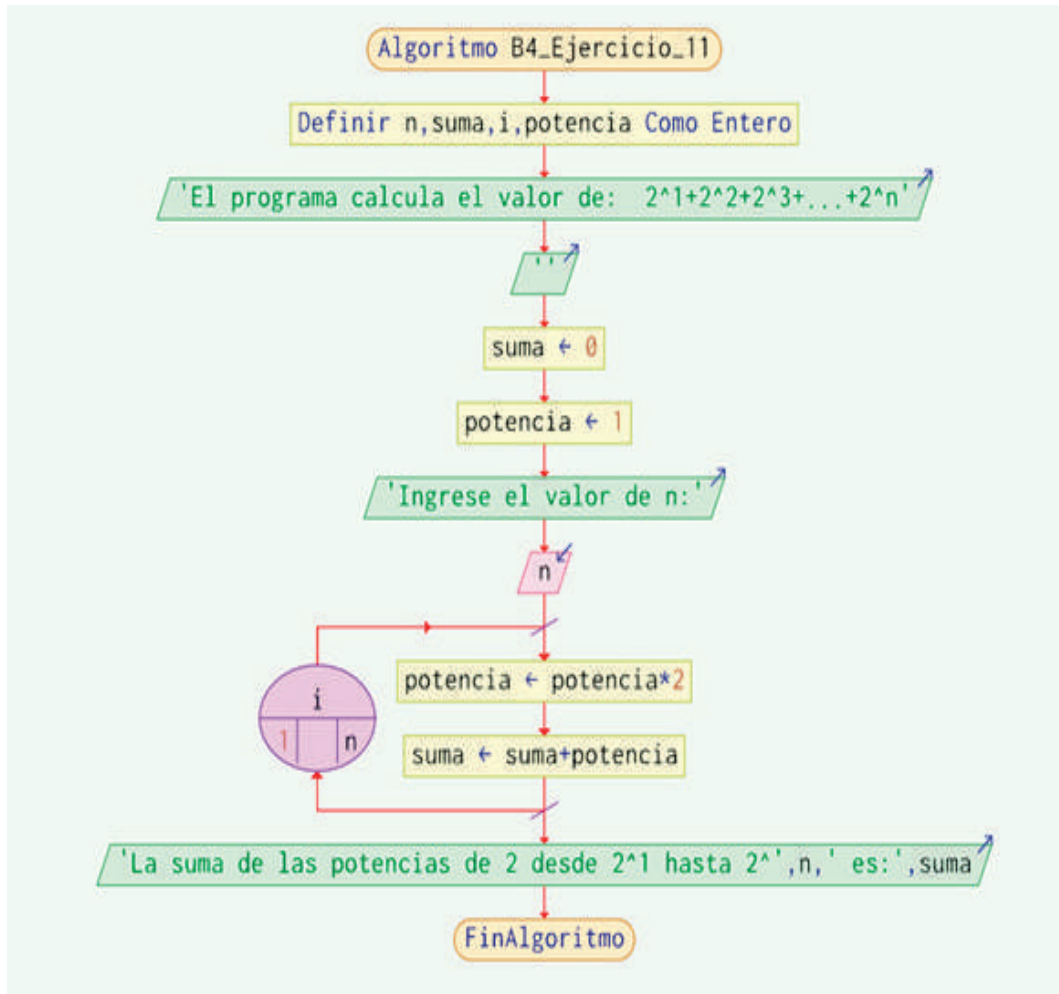 Algoritmo B4_Ejercicio_11
Definir n,suma,i,potencia Como Entero
'El programa calcula el valor de:  2^1+2^2+2^3+...+2^n'
''
suma ← 0
potencia ← 1
'Ingrese el valor de n:'
n
i
1 n
potencia ← potencia*2
suma ← suma+potencia
'La suma de las potencias de 2 desde 2^1 hasta 2^',n,' es:',suma
FinAlgoritmo